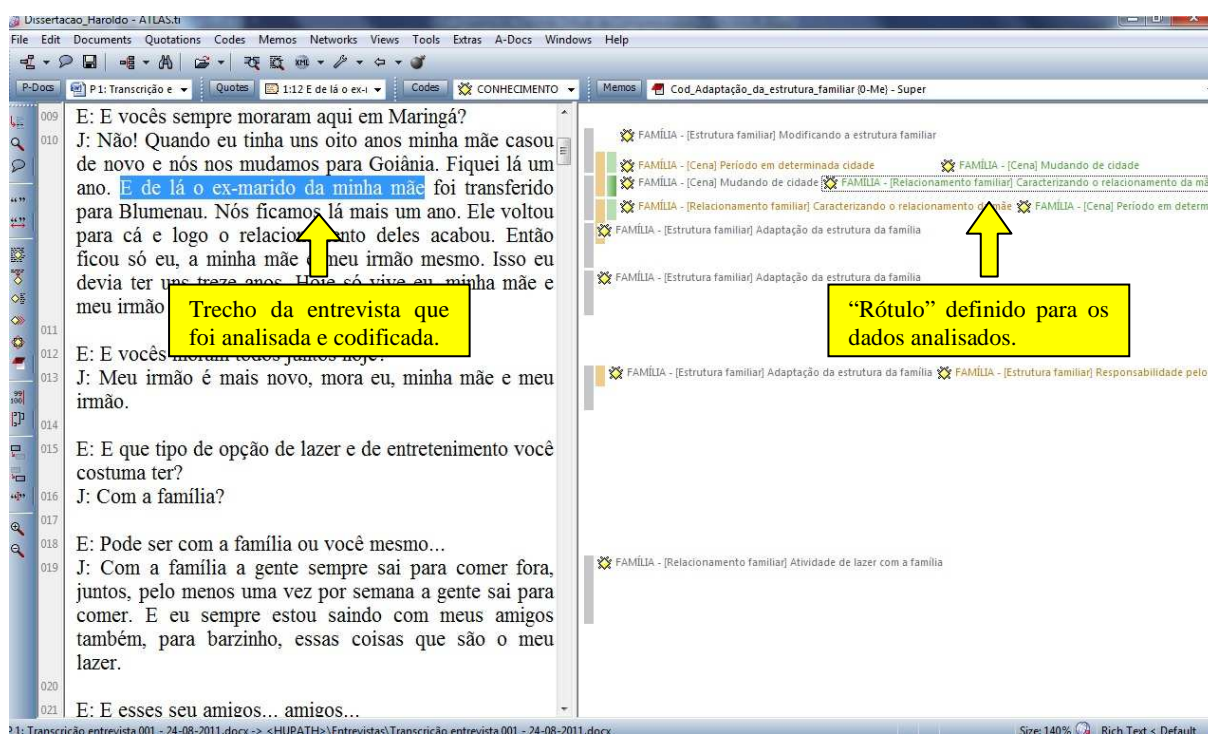 Dissertacao_Haroldo - ATLAS.ti
File Edit Documents Quotations Codes Memos Networks Views Tools Extras A-Docs Windows Help
P-Docs P 1: Transcrição e Quotes 1:12 E de lá o ex-r Codes CONHECIMENTO Memos Cod_Adaptação_da_estrutura_familiar (0-Me) - Super
009 E: E vocês sempre moraram aqui em Maringá?
010 J: Não! Quando eu tinha uns oito anos minha mãe casou
de novo e nós nos mudamos para Goiânia. Fiquei lá um
ano. E de lá o ex-marido da minha mãe foi transferido
para Blumenau. Nós ficamos lá mais um ano. Ele voltou
para cá e logo o relacionamento deles acabou. Então
ficou só eu, a minha mãe e meu irmão mesmo. Isso eu
devia ter uns treze anos. Hoje só vive eu, minha mãe e
meu irmão
011
012 E: E vocês moram todos juntos hoje?
013 J: Meu irmão é mais novo, mora eu, minha mãe e meu
irmão.
014
015 E: E que tipo de opção de lazer e de entretenimento você
costuma ter?
016 J: Com a família?
017
018 E: Pode ser com a família ou você mesmo...
019 J: Com a família a gente sempre sai para comer fora,
juntos, pelo menos uma vez por semana a gente sai para
comer. E eu sempre estou saindo com meus amigos
também, para barzinho, essas coisas que são o meu
lazer.
020
021 E: E esses seu amigos... amigos...
Trecho da entrevista que
foi analisada e codificada.
FAMÍLIA - [Estrutura familiar] Modificando a estrutura familiar
FAMÍLIA - [Cena] Período em determinada cidade FAMÍLIA - [Cena] Mudando de cidade
FAMÍLIA - [Cena] Mudando de cidade FAMÍLIA - [Relacionamento familiar] Caracterizando o relacionamento da mã
FAMÍLIA - [Relacionamento familiar] Caracterizando o relacionamento da mãe FAMÍLIA - [Cena] Período em determ
FAMÍLIA - [Estrutura familiar] Adaptação da estrutura da família
FAMÍLIA - [Estrutura familiar] Adaptação da estrutura da família
“Rótulo” definido para os
dados analisados.
FAMÍLIA - [Estrutura familiar] Adaptação da estrutura da família FAMÍLIA - [Estrutura familiar] Responsabilidade pelo
FAMÍLIA - [Relacionamento familiar] Atividade de lazer com a família
P 1: Transcrição entrevista 001 - 24-08-2011.docx -> <HUPATH>\Entrevistas\Transcrição entrevista 001 - 24-08-2011.docx Size: 140% Rich Text < Default